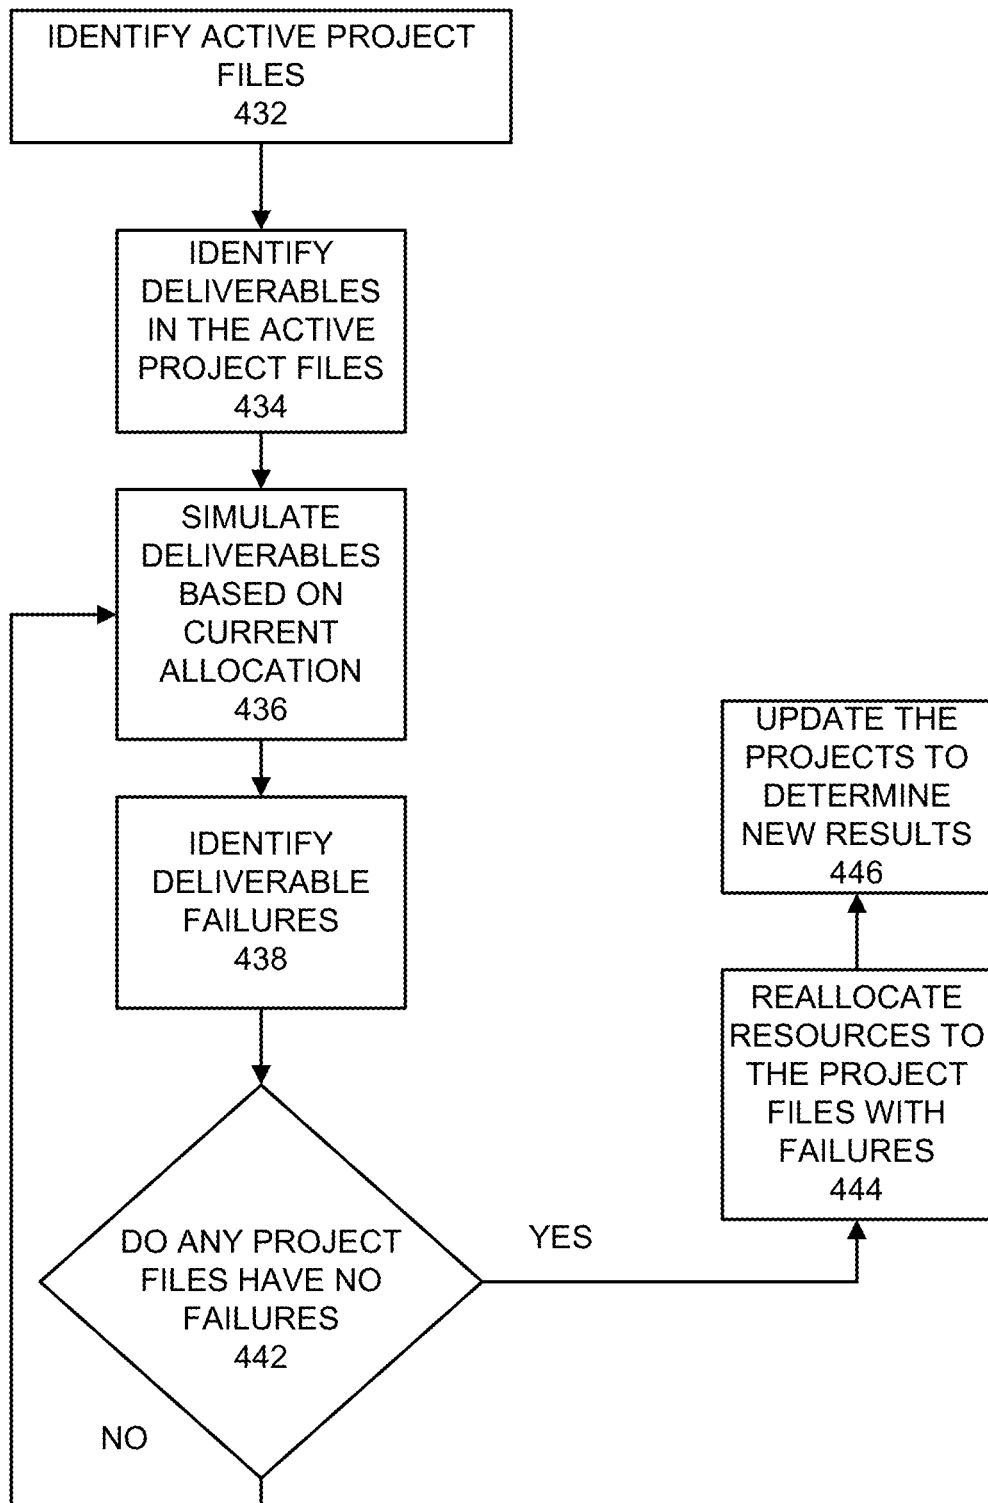 IDENTIFY ACTIVE PROJECT
FILES
432
IDENTIFY
DELIVERABLES
IN THE ACTIVE
PROJECT FILES
434
SIMULATE
DELIVERABLES
BASED ON
CURRENT
ALLOCATION
436
IDENTIFY
DELIVERABLE
FAILURES
438
DO ANY PROJECT
FILES HAVE NO
FAILURES
442
NO
YES
REALLOCATE
RESOURCES TO
THE PROJECT
FILES WITH
FAILURES
444
UPDATE THE
PROJECTS TO
DETERMINE
NEW RESULTS
446